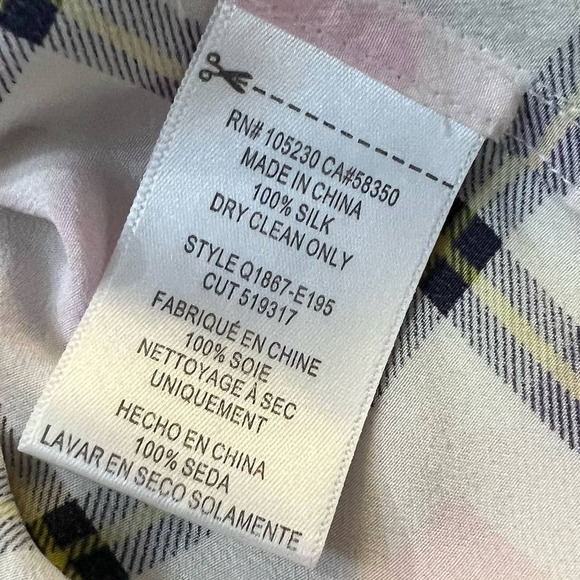 RN# 105230 CA#58350
MADE IN CHINA
100% SILK
DRY CLEAN ONLY
STYLE Q1867-E195
CUT 519317
FABRIQUÉ EN CHINE
100% SOIE
NETTOYAGE À SEC
UNIQUEMENT
HECHO EN CHINA
100% SEDA
LAVAR EN SECO SOLAMENTE